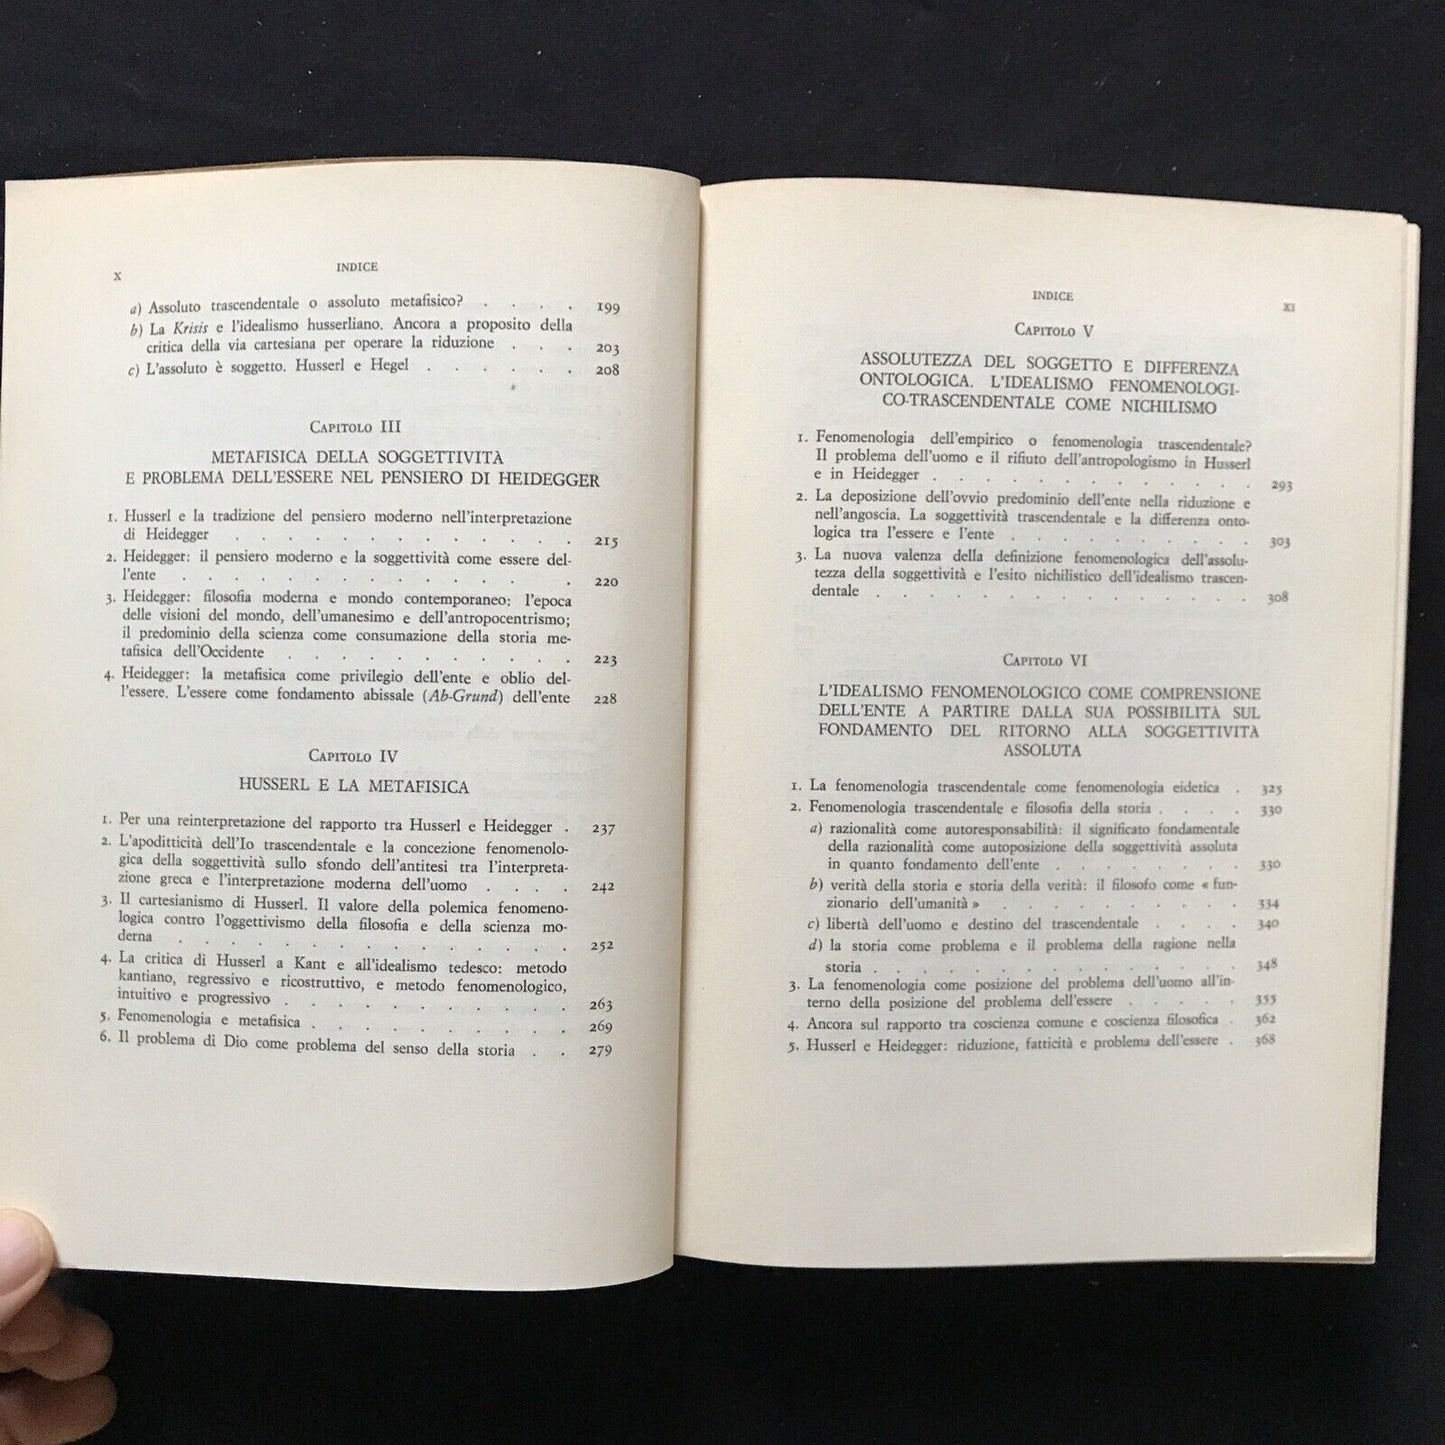 X
INDICE
a) Assoluto trascendentale o assoluto metafisico? . . . . 199
b) La Krisis e l'idealismo husserliano. Ancora a proposito della
critica della via cartesiana per operare la riduzione . . . 203
c) L'assoluto è soggetto. Husserl e Hegel . . . . . . 208
CAPITOLO III
METAFISICA DELLA SOGGETTIVITÀ
E PROBLEMA DELL'ESSERE NEL PENSIERO DI HEIDEGGER
1. Husserl e la tradizione del pensiero moderno nell'interpretazione
di Heidegger . . . . . . . . . . . . . 215
2. Heidegger: il pensiero moderno e la soggettività come essere del-
l'ente . . . . . . . . . . . . . . 220
3. Heidegger: filosofia moderna e mondo contemporaneo: l'epoca
delle visioni del mondo, dell'umanesimo e dell'antropocentrismo;
il predominio della scienza come consumazione della storia me-
tafisica dell'Occidente . . . . . . . . . . . 223
4. Heidegger: la metafisica come privilegio dell'ente e oblio del-
l'essere. L'essere come fondamento abissale (Ab-Grund) dell'ente 228
CAPITOLO IV
HUSSERL E LA METAFISICA
1. Per una reinterpretazione del rapporto tra Husserl e Heidegger . 237
2. L'apoditticità dell'Io trascendentale e la concezione fenomenolo-
gica della soggettività sullo sfondo dell'antitesi tra l'interpreta-
zione greca e l'interpretazione moderna dell'uomo . . . . 242
3. Il cartesianismo di Husserl. Il valore della polemica fenomeno-
logica contro l'oggettivismo della filosofia e della scienza mo-
derna . . . . . . . . . . . . . . . 252
4. La critica di Husserl a Kant e all'idealismo tedesco: metodo
kantiano, regressivo e ricostruttivo, e metodo fenomenologico,
intuitivo e progressivo . . . . . . . . . . . 263
5. Fenomenologia e metafisica . . . . . . . . . . 269
6. Il problema di Dio come problema del senso della storia . . 279
INDICE
XI
CAPITOLO V
ASSOLUTEZZA DEL SOGGETTO E DIFFERENZA
ONTOLOGICA. L'IDEALISMO FENOMENOLOGI-
CO-TRASCENDENTALE COME NICHILISMO
1. Fenomenologia dell'empirico o fenomenologia trascendentale?
Il problema dell'uomo e il rifiuto dell'antropologismo in Husserl
e in Heidegger . . . . . . . . . . . . . 293
2. La deposizione dell'ovvio predominio dell'ente nella riduzione e
nell'angoscia. La soggettività trascendentale e la differenza onto-
logica tra l'essere e l'ente . . . . . . . . . . 303
3. La nuova valenza della definizione fenomenologica dell'assolu-
tezza della soggettività e l'esito nichilistico dell'idealismo trascen-
dentale . . . . . . . . . . . . . . 308
CAPITOLO VI
L'IDEALISMO FENOMENOLOGICO COME COMPRENSIONE
DELL'ENTE A PARTIRE DALLA SUA POSSIBILITÀ SUL
FONDAMENTO DEL RITORNO ALLA SOGGETTIVITÀ
ASSOLUTA
1. La fenomenologia trascendentale come fenomenologia eidetica . 325
2. Fenomenologia trascendentale e filosofia della storia . . . . 330
a) razionalità come autoresponsabilità: il significato fondamentale
della razionalità come autoposizione della soggettività assoluta
in quanto fondamento dell'ente . . . . . . . . 330
b) verità della storia e storia della verità: il filosofo come « fun-
zionario dell'umanità » . . . . . . . . . . 334
c) libertà dell'uomo e destino del trascendentale . . . . 340
d) la storia come problema e il problema della ragione nella
storia . . . . . . . . . . . . . . 348
3. La fenomenologia come posizione del problema dell'uomo all'in-
terno della posizione del problema dell'essere . . . . . 355
4. Ancora sul rapporto tra coscienza comune e coscienza filosofica . 362
5. Husserl e Heidegger: riduzione, fatticità e problema dell'essere . 368